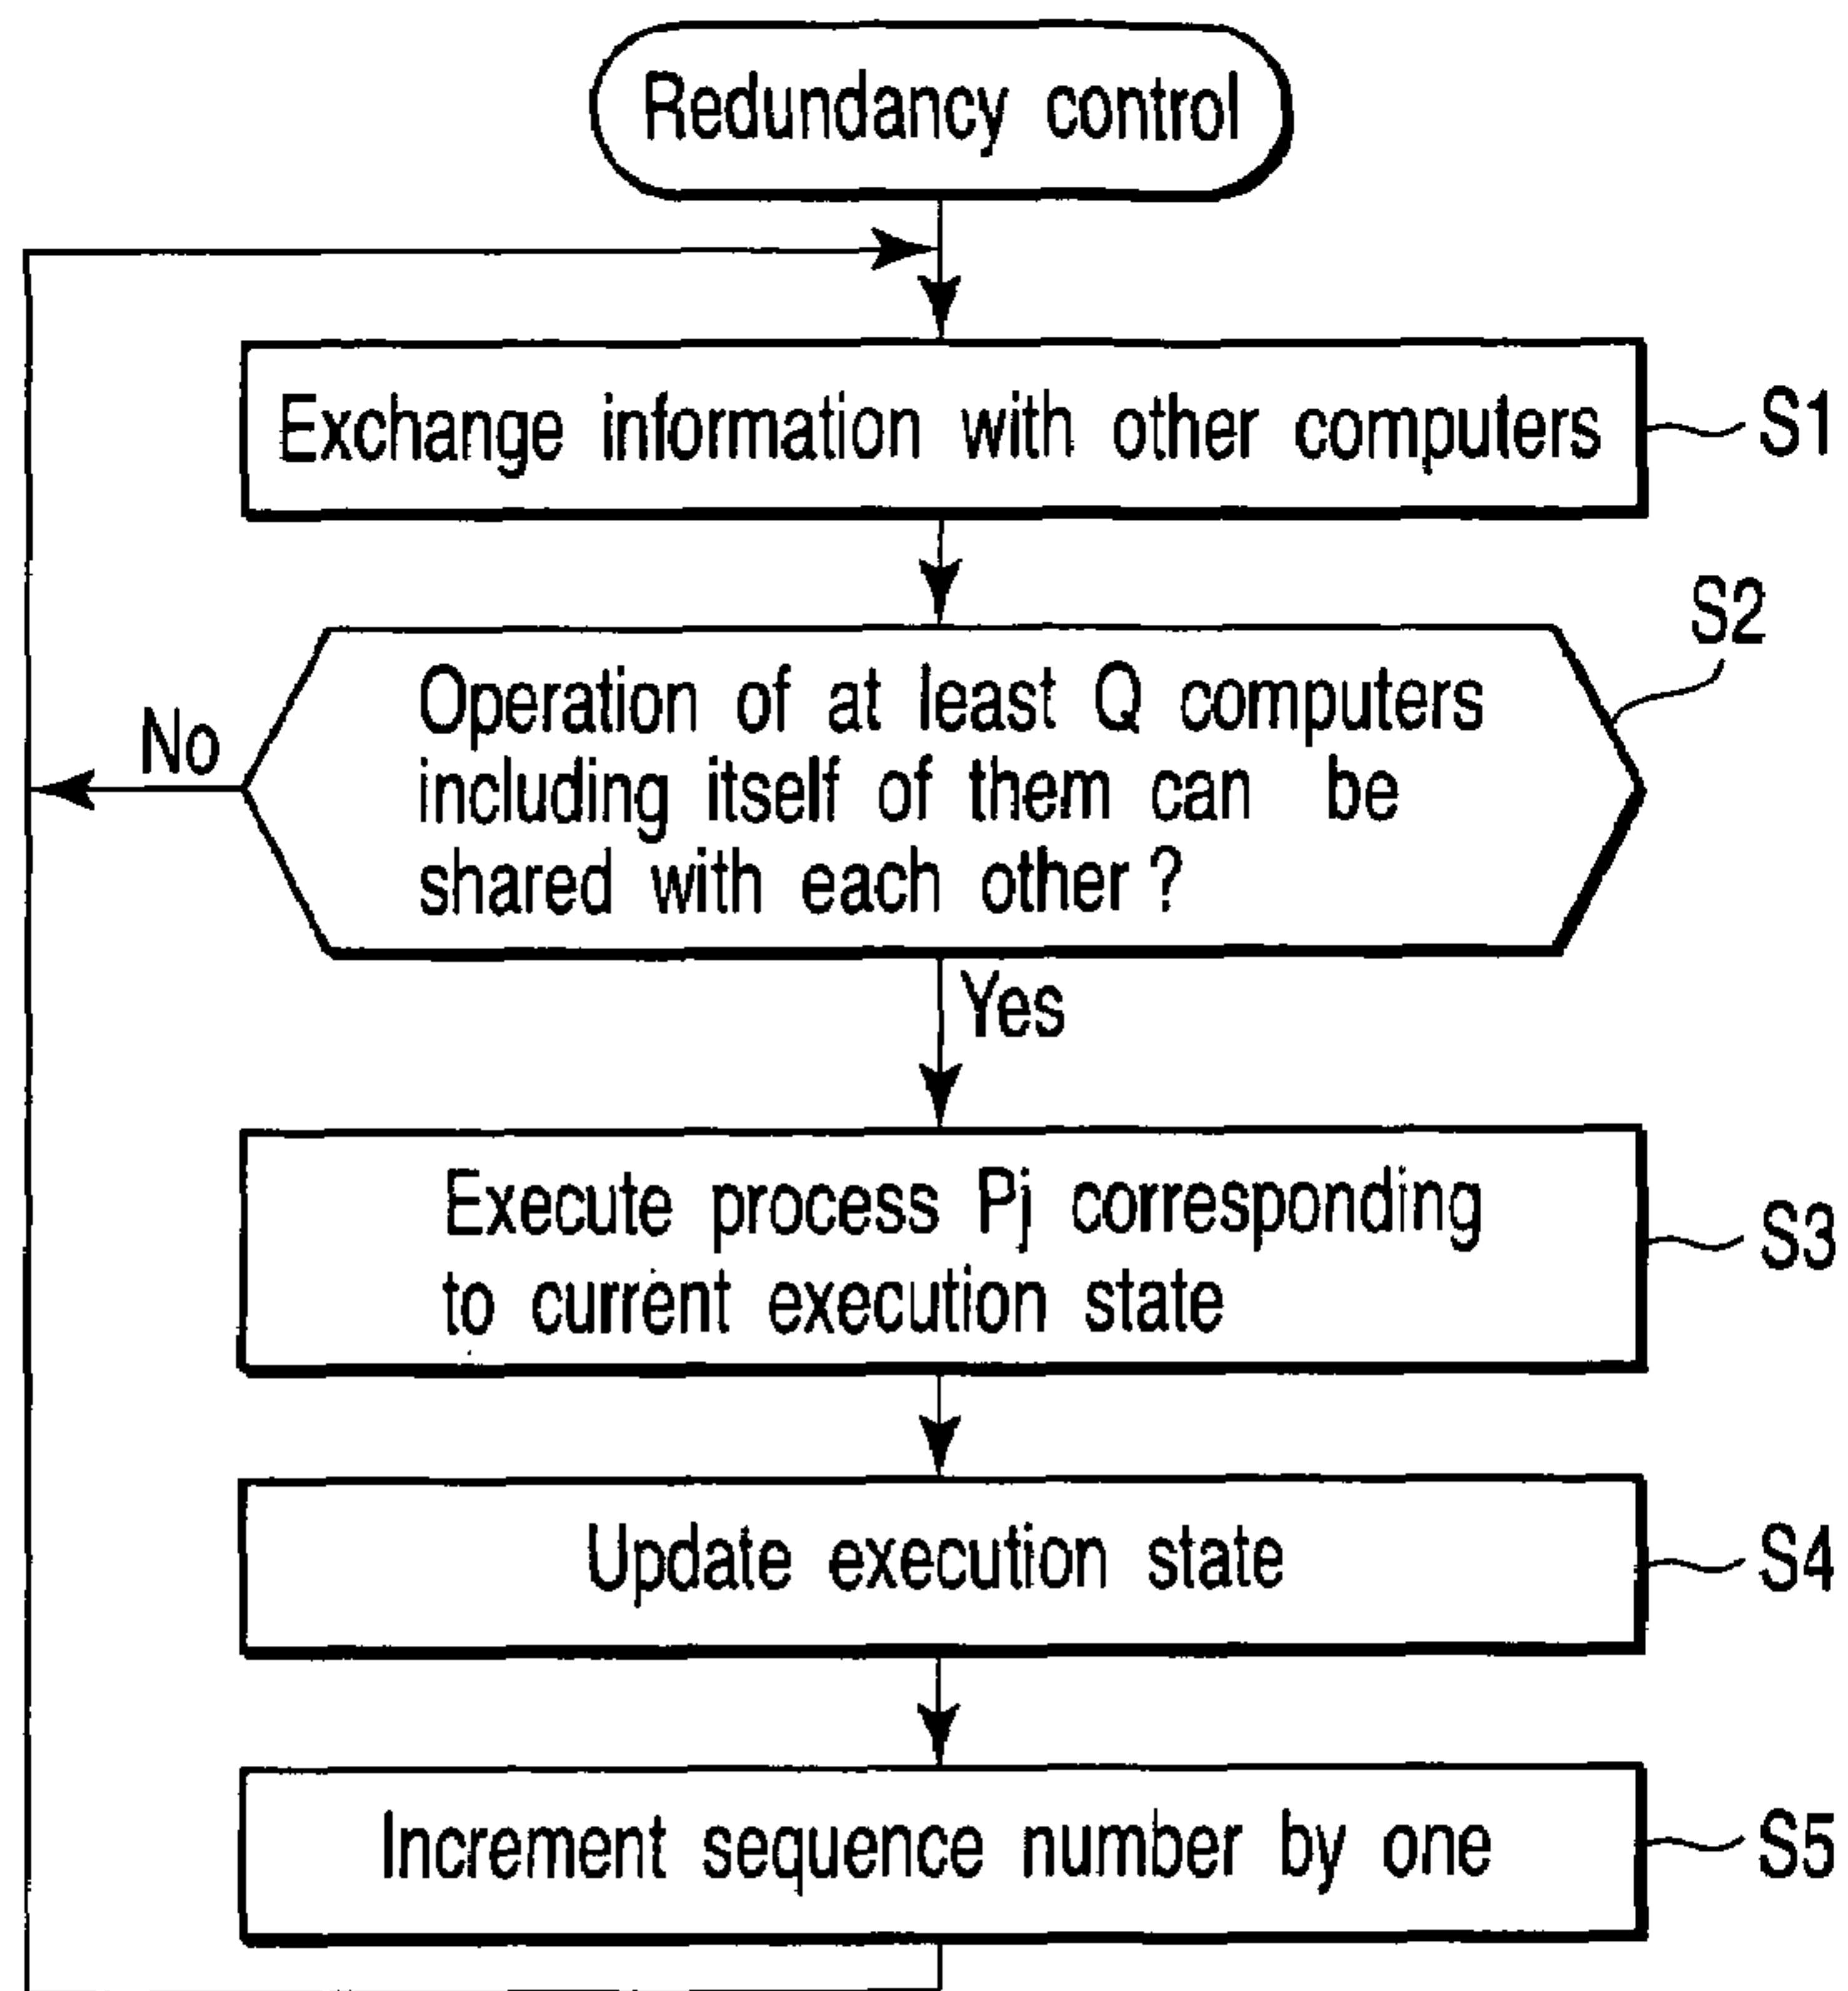 Redundancy control
Exchange information with other computers
S1
S2
Operation of at least Q computers
including itself of them can be
shared with each other ?
No
Yes
Execute process Pj corresponding
to current execution state
S3
Update execution state
S4
Increment sequence number by one
S5